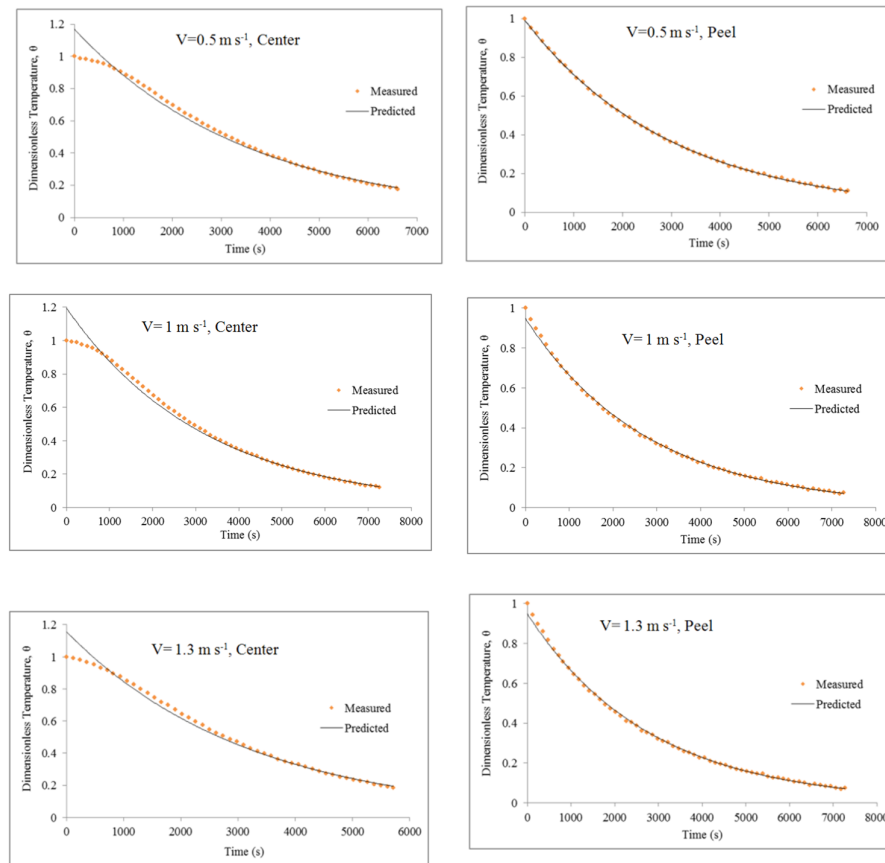 V=0.5 m s-1, Center
Dimensionless Temperature, θ
1.2
1
0.8
0.6
0.4
0.2
0
Measured
Predicted
0 1000 2000 3000 4000 5000 6000 7000
Time (s)
V=0.5 m s-1, Peel
Dimensionless Temperature, θ
1
0.8
0.6
0.4
0.2
0
Measured
Predicted
0 1000 2000 3000 4000 5000 6000 7000
Time (s)
V= 1 m s-1, Center
Dimensionless Temperature, θ
1.2
1
0.8
0.6
0.4
0.2
0
Measured
Predicted
0 1000 2000 3000 4000 5000 6000 7000 8000
Time (s)
V= 1 m s-1, Peel
Dimensionless Temperature, θ
1
0.8
0.6
0.4
0.2
0
Measured
Predicted
0 1000 2000 3000 4000 5000 6000 7000 8000
Time (s)
V=1.3 m s-1, Center
Dimensionless Temperature, θ
1.2
1
0.8
0.6
0.4
0.2
0
Measured
Predicted
0 1000 2000 3000 4000 5000 6000
Time (s)
V=1.3 m s-1, Peel
Dimensionless Temperature, θ
1
0.8
0.6
0.4
0.2
0
Measured
Predicted
0 1000 2000 3000 4000 5000 6000 7000 8000
Time (s)